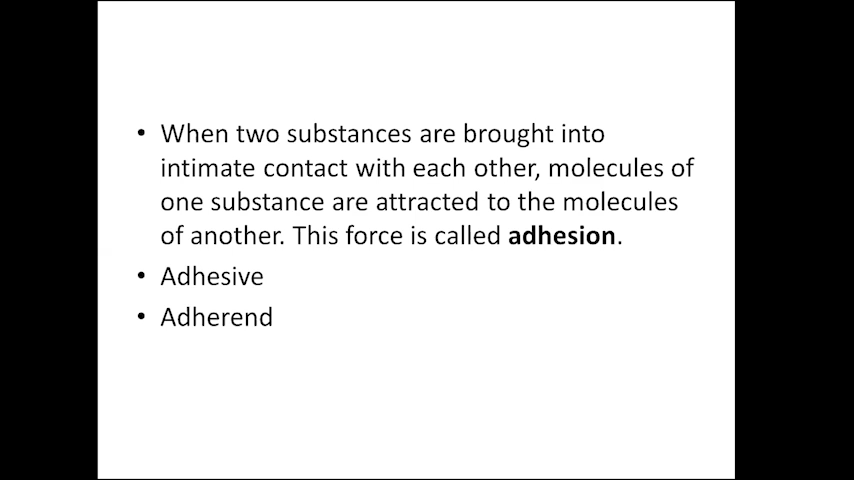 • When two substances are brought into
intimate contact with each other, molecules of
one substance are attracted to the molecules
of another. This force is called adhesion.
• Adhesive
• Adherend